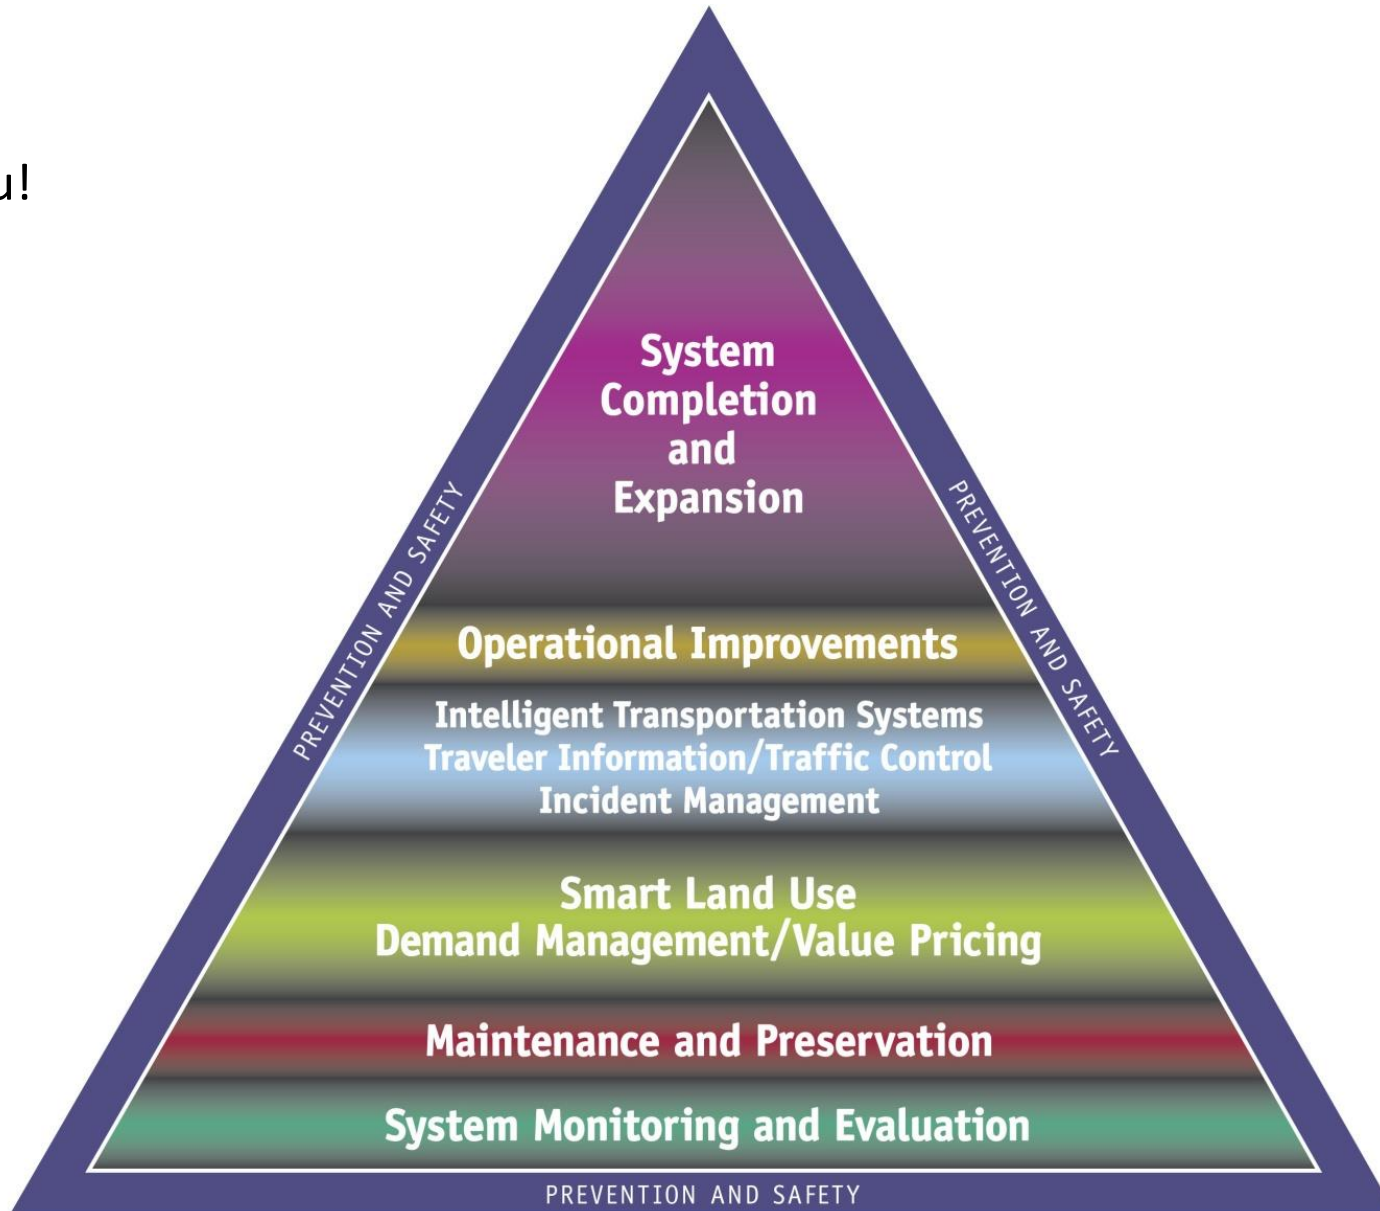 u!
System
Completion
and
Expansion
PREVENTION AND SAFETY
PREVENTION AND SAFETY
Operational Improvements
Intelligent Transportation Systems
Traveler Information/Traffic Control
Incident Management
Smart Land Use
Demand Management/Value Pricing
Maintenance and Preservation
System Monitoring and Evaluation
PREVENTION AND SAFETY